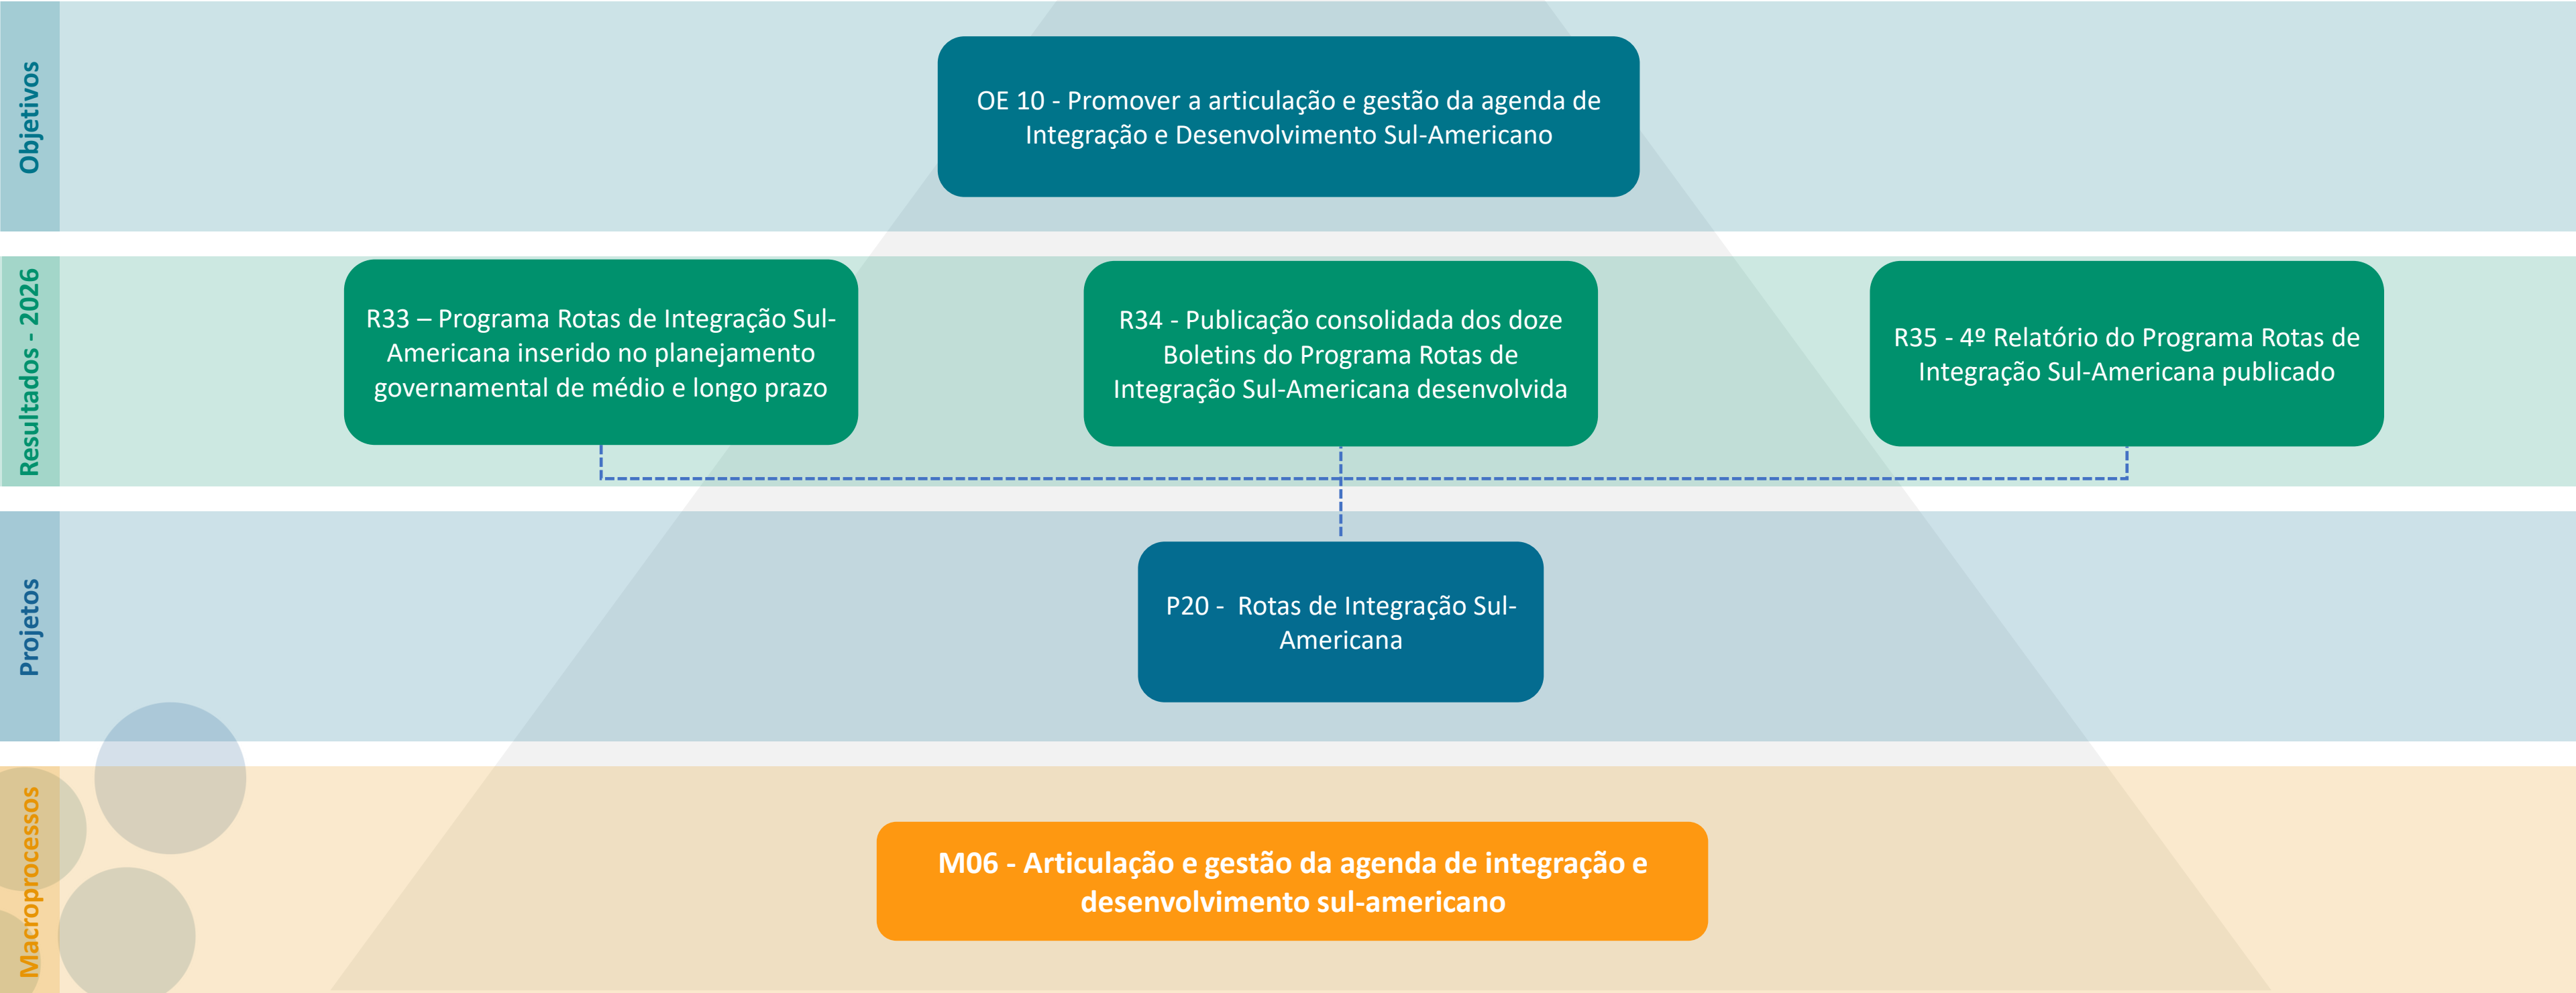 Objetivos
OE 10 - Promover a articulação e gestão da agenda de
Integração e Desenvolvimento Sul-Americano
Resultados - 2026
R33 – Programa Rotas de Integração Sul-
Americana inserido no planejamento
governamental de médio e longo prazo
R34 - Publicação consolidada dos doze
Boletins do Programa Rotas de
Integração Sul-Americana desenvolvida
R35 - 4º Relatório do Programa Rotas de
Integração Sul-Americana publicado
Projetos
P20 -  Rotas de Integração Sul-
Americana
Macroprocessos
M06 - Articulação e gestão da agenda de integração e
desenvolvimento sul-americano